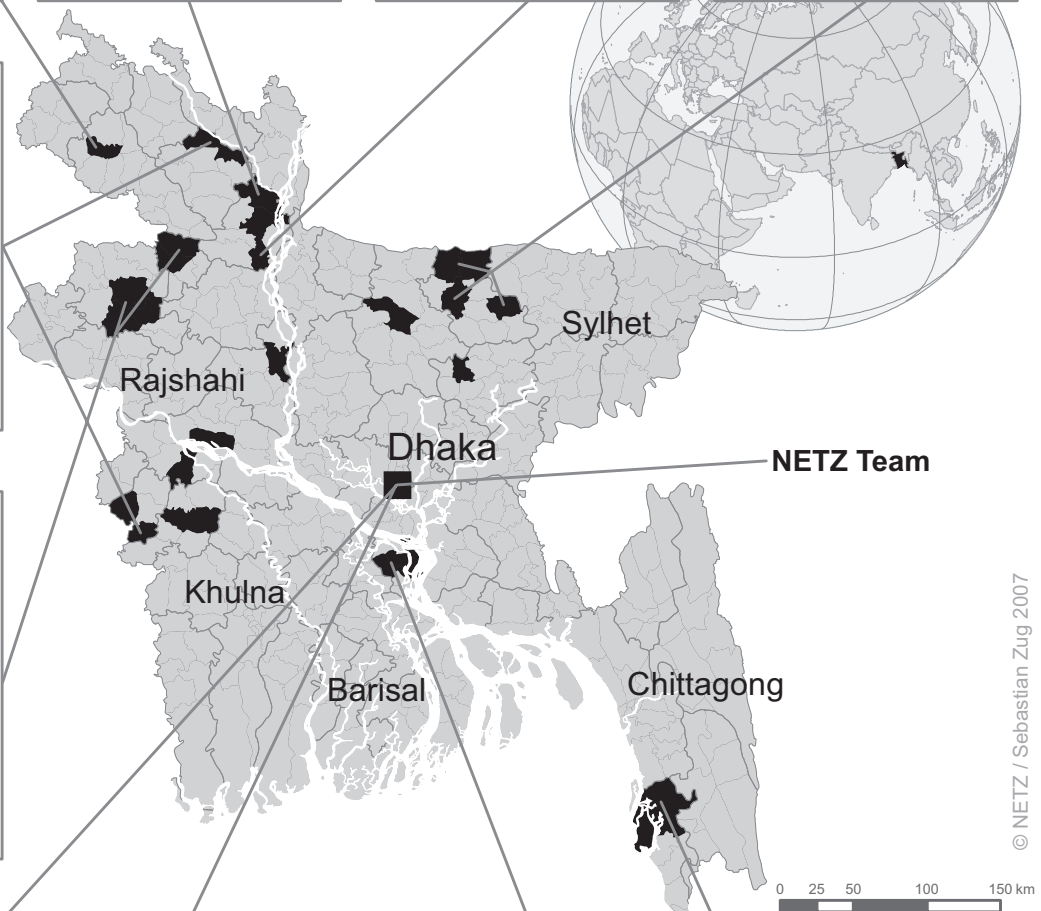 Sylhet
Rajshahi
Dhaka
NETZ Team
Khulna
Barisal
Chittagong
© NETZ / Sebastian Zug 2007
0 25 50 100 150 km